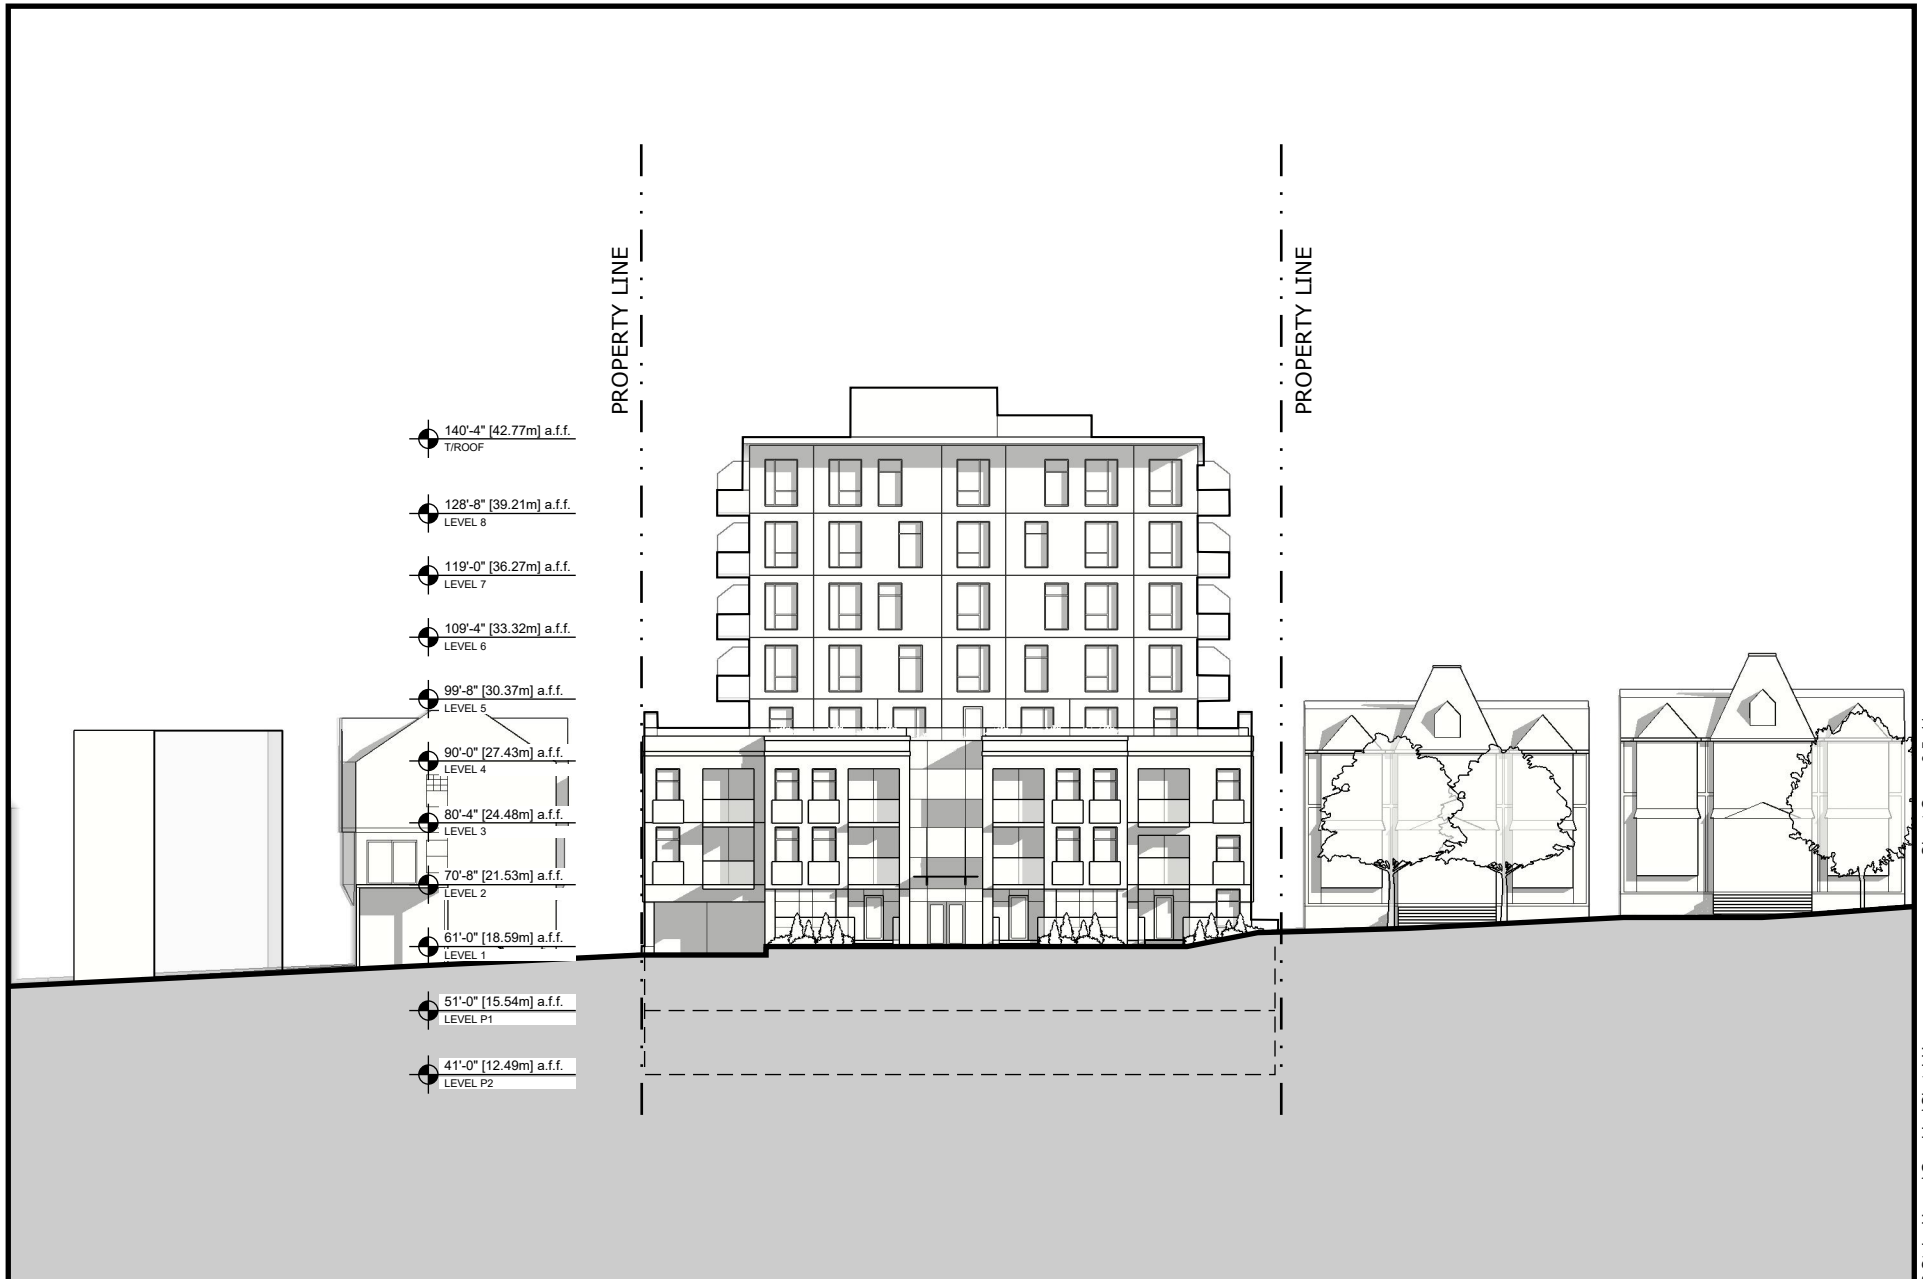 PROPERTY LINE
PROPERTY LINE
140'-4" [42.77m] a.f.f.
T/ROOF
128'-8" [39.21m] a.f.f.
LEVEL 8
119'-0" [36.27m] a.f.f.
LEVEL 7
109'-4" [33.32m] a.f.f.
LEVEL 6
99'-8" [30.37m] a.f.f.
LEVEL 5
90'-0" [27.43m] a.f.f.
LEVEL 4
80'-4" [24.48m] a.f.f.
LEVEL 3
70'-8" [21.53m] a.f.f.
LEVEL 2
61'-0" [18.59m] a.f.f.
LEVEL 1
51'-0" [15.54m] a.f.f.
LEVEL P1
41'-0" [12.49m] a.f.f.
LEVEL P2